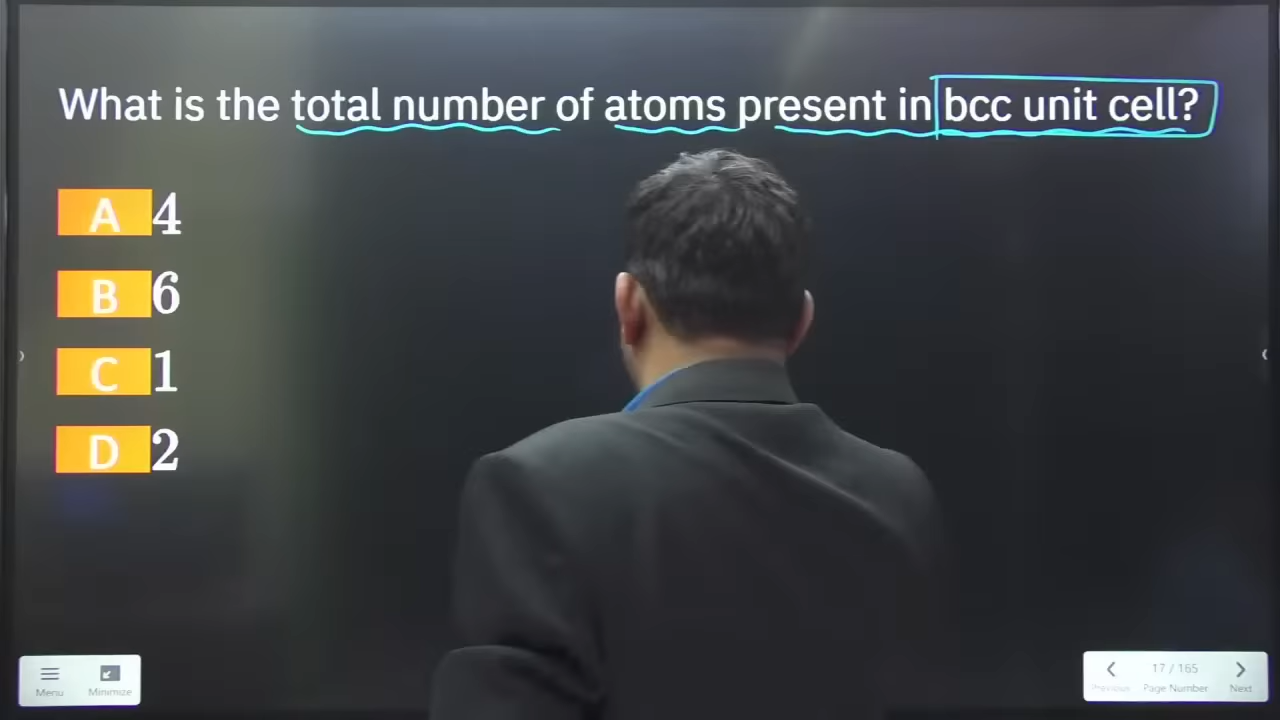 What is the total number of atoms present in bcc unit cell?
A 4
B 6
C 1
D 2
Menu
Minimize
Previous
17 / 165
Page Number
Next